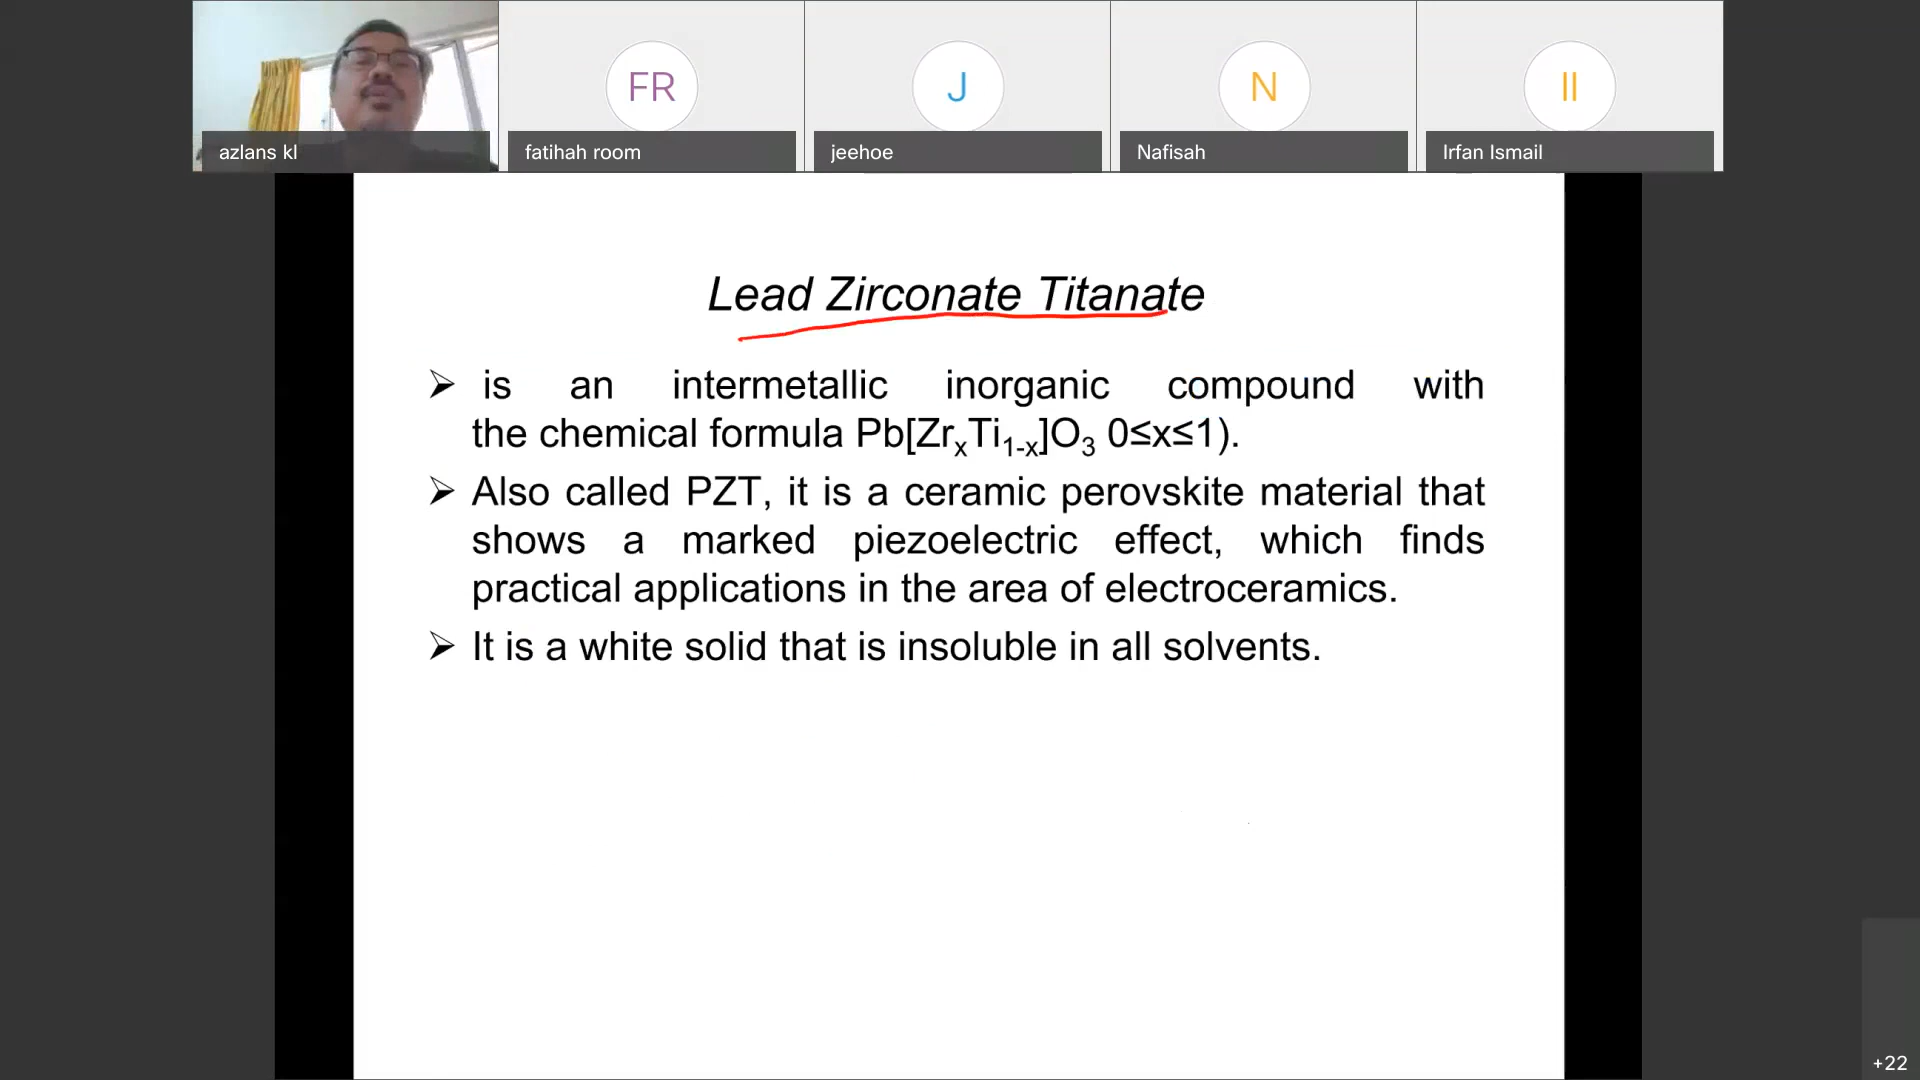 FR
J
N
II
azlans kl
fatihah room
jeehoe
Nafisah
Irfan Ismail
Lead Zirconate Titanate
➢ is an intermetallic inorganic compound with
the chemical formula Pb[ZrₓTi₁₋ₓ]O₃ 0≤x≤1).
➢ Also called PZT, it is a ceramic perovskite material that
shows a marked piezoelectric effect, which finds
practical applications in the area of electroceramics.
➢ It is a white solid that is insoluble in all solvents.
+22